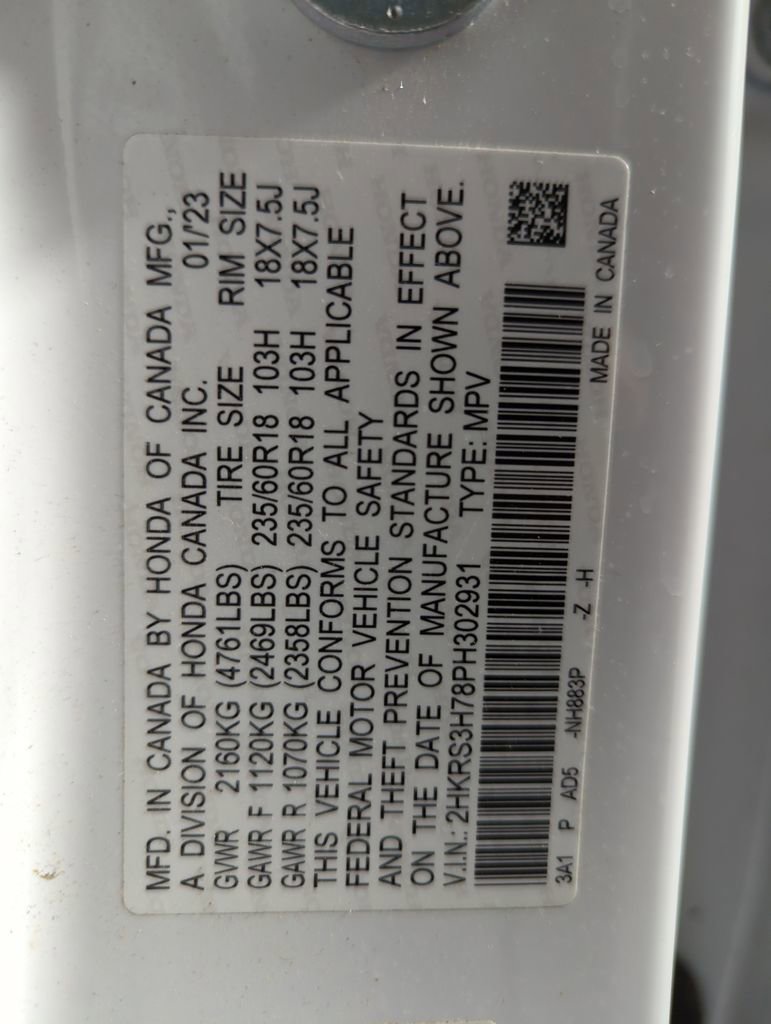 MFD. IN CANADA BY HONDA OF CANADA MFG.,
A DIVISION OF HONDA CANADA INC. 01/'23
GVWR 2160KG (4761LBS) TIRE SIZE RIM SIZE
GAWR F 1120KG (2469LBS) 235/60R18 103H 18X7.5J
GAWR R 1070KG (2358LBS) 235/60R18 103H 18X7.5J
THIS VEHICLE CONFORMS TO ALL APPLICABLE
FEDERAL MOTOR VEHICLE SAFETY
AND THEFT PREVENTION STANDARDS IN EFFECT
ON THE DATE OF MANUFACTURE SHOWN ABOVE.
V.I.N.: 2HKRS3H78PH302931 TYPE: MPV
3A1 P AD5 -NH883P -Z -H MADE IN CANADA